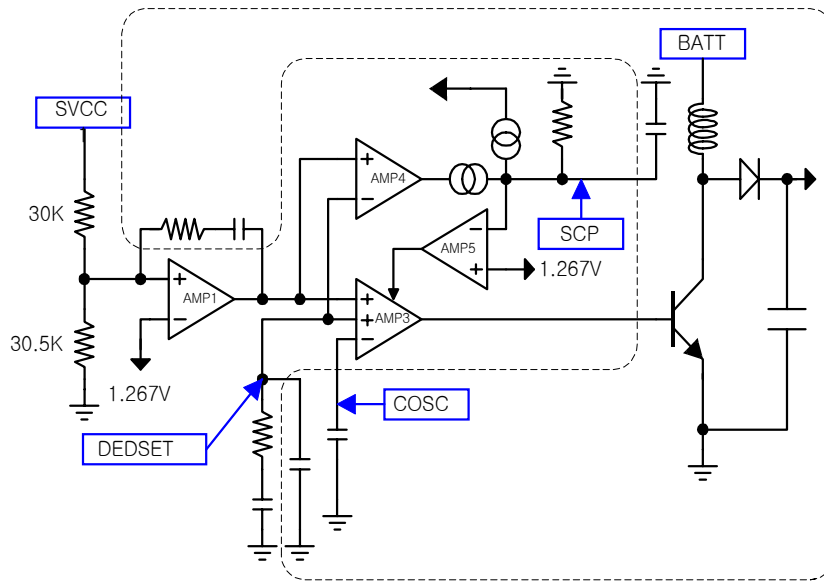 BATT
SVCC
+
AMP4
−
30K
SCP
−
AMP5
+
1.267V
+
AMP1
−
+
+
AMP3
−
30.5K
1.267V
COSC
DEDSET